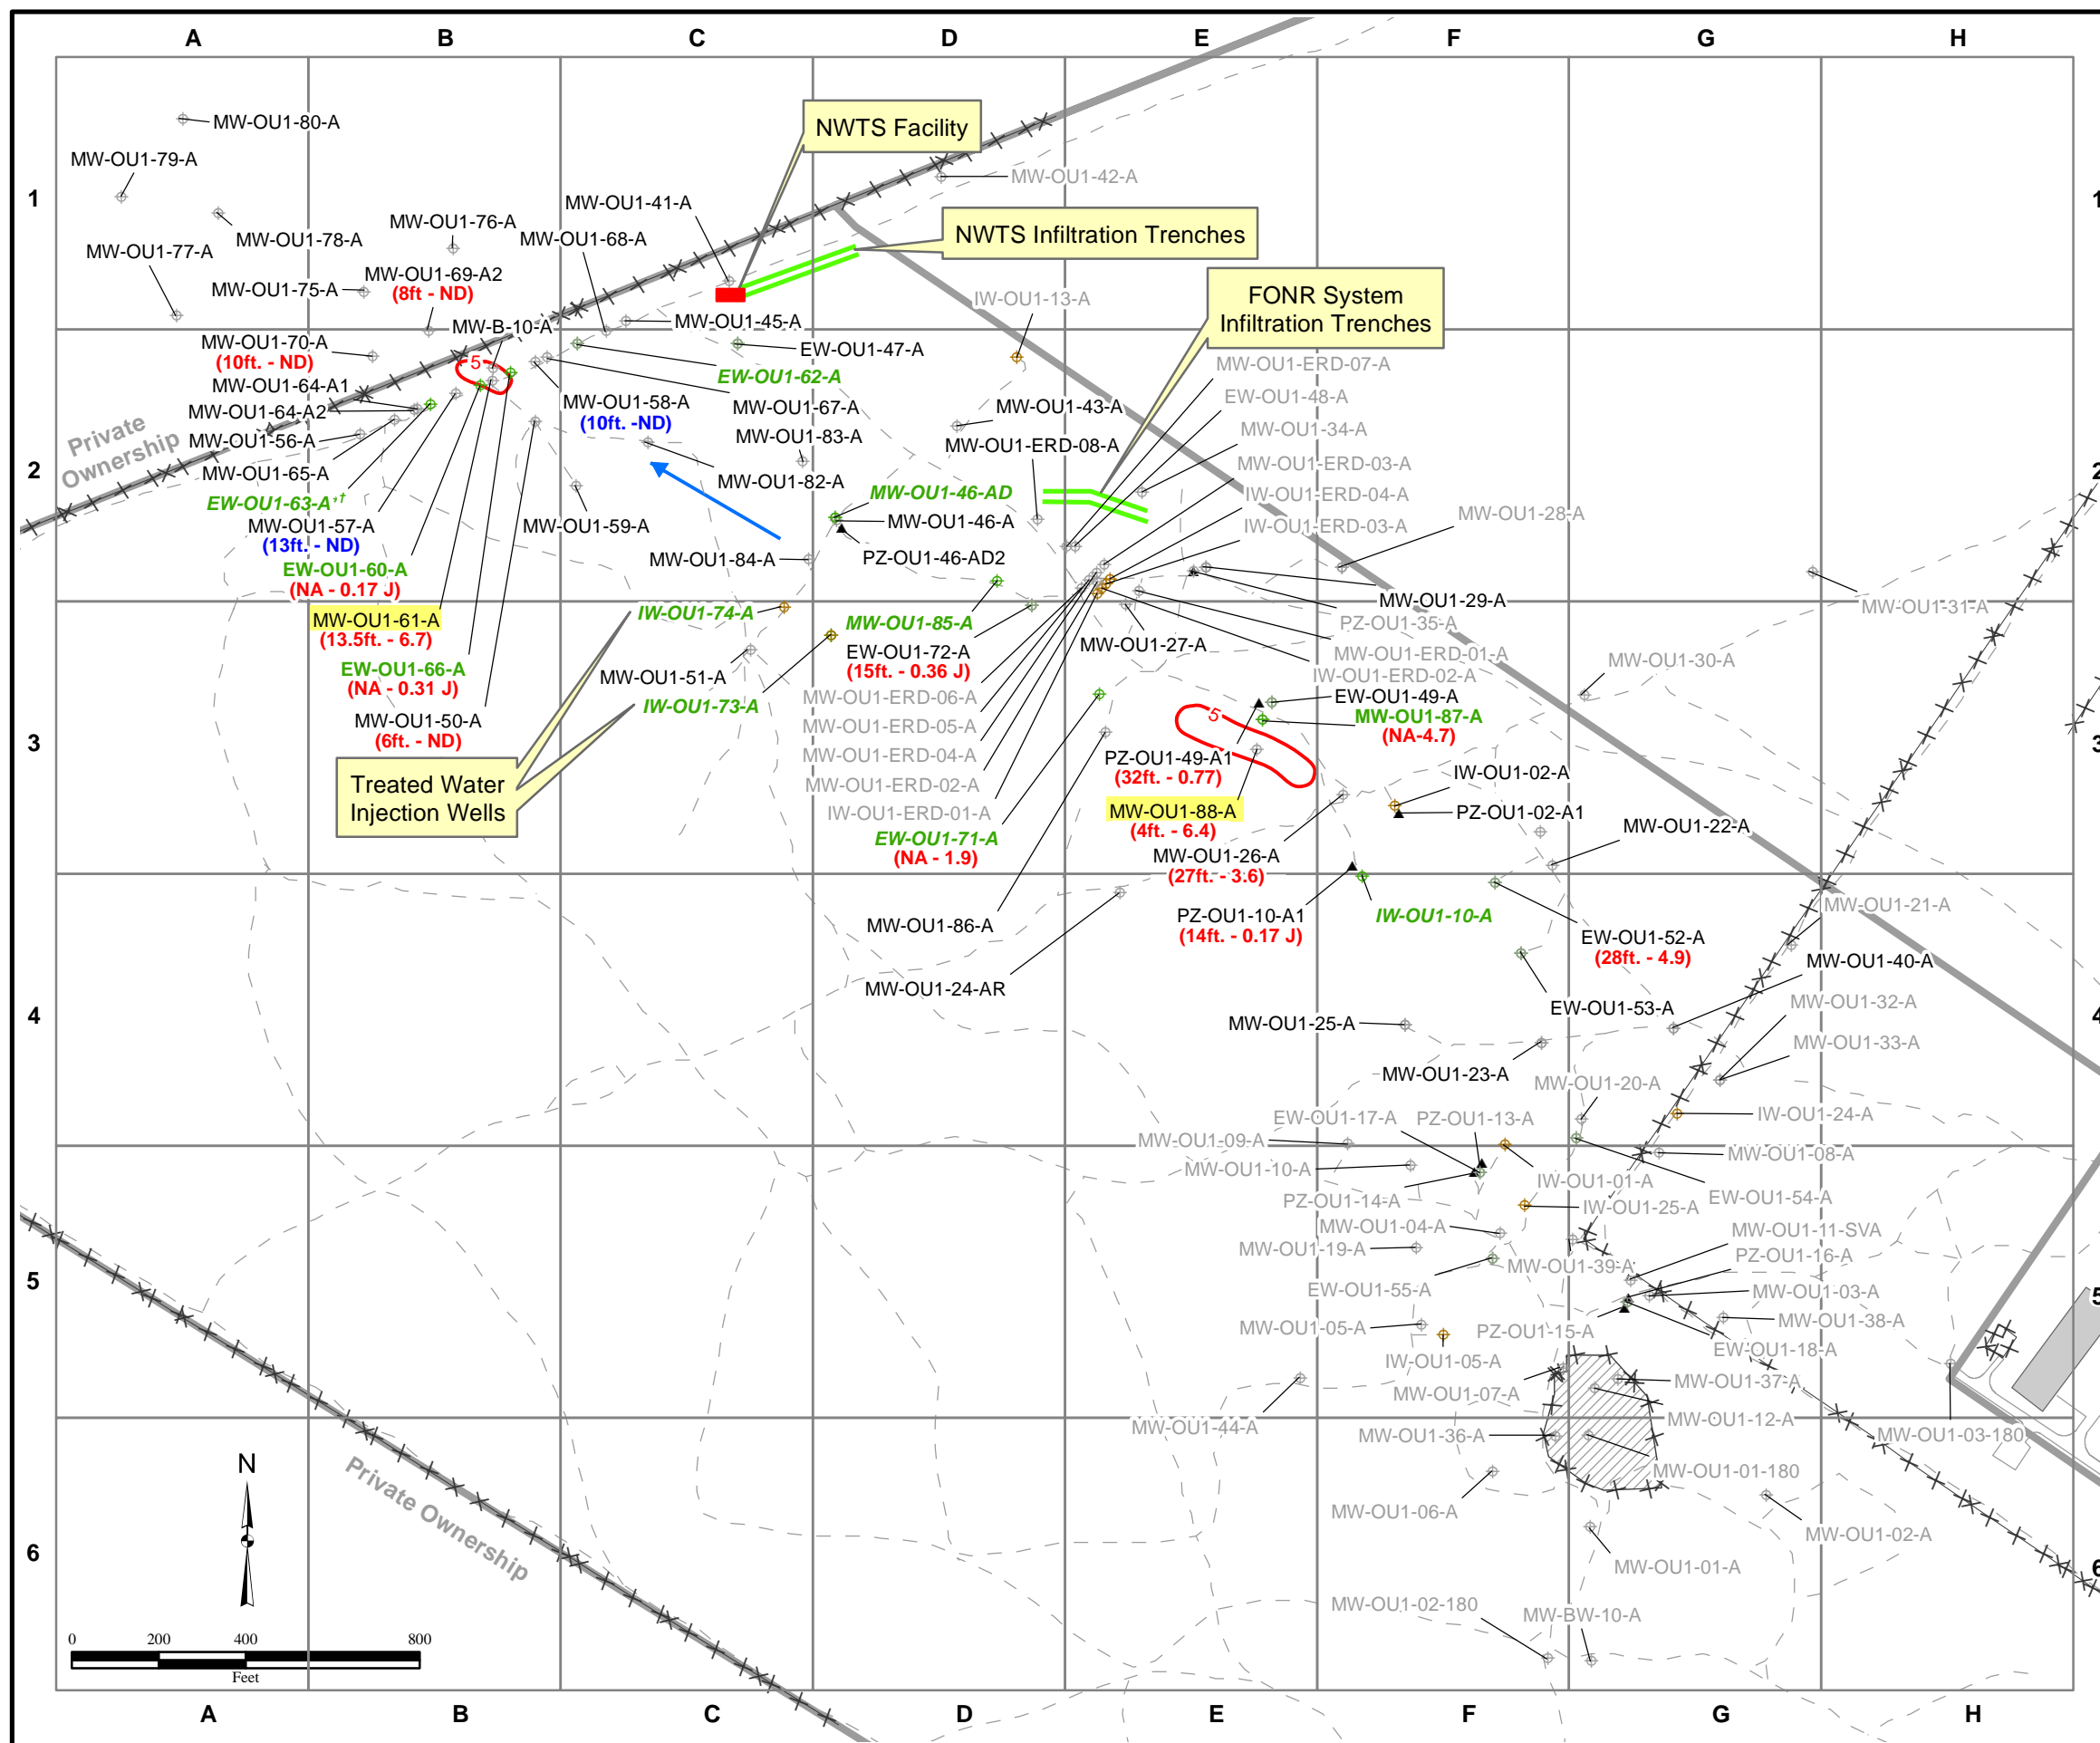 A B C D E F G H
MW-OU1-80-A
NWTS Facility
MW-OU1-79-A
MW-OU1-42-A
1
1
MW-OU1-41-A
MW-OU1-76-A
MW-OU1-78-A
MW-OU1-68-A
NWTS Infiltration Trenches
MW-OU1-77-A
MW-OU1-69-A2
(8ft - ND)
MW-OU1-75-A
FONR System
Infiltration Trenches
IW-OU1-13-A
MW-B-10-A
MW-OU1-45-A
MW-OU1-70-A
(10ft. - ND)
EW-OU1-47-A
5
MW-OU1-ERD-07-A
EW-OU1-62-A
MW-OU1-64-A1
EW-OU1-48-A
MW-OU1-58-A
(10ft. -ND)
MW-OU1-67-A
MW-OU1-43-A
MW-OU1-64-A2
MW-OU1-34-A
Private
Ownership
MW-OU1-83-A
MW-OU1-56-A
MW-OU1-ERD-08-A
MW-OU1-ERD-03-A
2
2
MW-OU1-65-A
MW-OU1-82-A
MW-OU1-46-AD
IW-OU1-ERD-04-A
EW-OU1-63-A*†
MW-OU1-57-A
(13ft. - ND)
MW-OU1-59-A
MW-OU1-46-A
IW-OU1-ERD-03-A
MW-OU1-28-A
MW-OU1-84-A
PZ-OU1-46-AD2
EW-OU1-60-A
(NA - 0.17 J)
MW-OU1-29-A
MW-OU1-31-A
IW-OU1-74-A
MW-OU1-61-A
(13.5ft. - 6.7)
MW-OU1-85-A
PZ-OU1-35-A
MW-OU1-27-A
EW-OU1-72-A
(15ft. - 0.36 J)
MW-OU1-ERD-01-A
MW-OU1-30-A
EW-OU1-66-A
(NA - 0.31 J)
MW-OU1-51-A
IW-OU1-ERD-02-A
MW-OU1-ERD-06-A
EW-OU1-49-A
IW-OU1-73-A
MW-OU1-87-A
(NA-4.7)
MW-OU1-50-A
(6ft. - ND)
5
MW-OU1-ERD-05-A
3
3
MW-OU1-ERD-04-A
PZ-OU1-49-A1
(32ft. - 0.77)
IW-OU1-02-A
Treated Water
Injection Wells
MW-OU1-ERD-02-A
MW-OU1-88-A
(4ft. - 6.4)
IW-OU1-ERD-01-A
PZ-OU1-02-A1
MW-OU1-22-A
EW-OU1-71-A
(NA - 1.9)
MW-OU1-26-A
(27ft. - 3.6)
MW-OU1-21-A
PZ-OU1-10-A1
(14ft. - 0.17 J)
IW-OU1-10-A
MW-OU1-86-A
EW-OU1-52-A
(28ft. - 4.9)
MW-OU1-40-A
MW-OU1-24-AR
MW-OU1-32-A
EW-OU1-53-A
4
4
MW-OU1-25-A
MW-OU1-33-A
MW-OU1-23-A
MW-OU1-20-A
IW-OU1-24-A
EW-OU1-17-A
PZ-OU1-13-A
MW-OU1-09-A
MW-OU1-08-A
MW-OU1-10-A
IW-OU1-01-A
EW-OU1-54-A
PZ-OU1-14-A
IW-OU1-25-A
MW-OU1-04-A
MW-OU1-11-SVA
MW-OU1-19-A
PZ-OU1-16-A
MW-OU1-39-A
5
5
EW-OU1-55-A
MW-OU1-03-A
MW-OU1-05-A
PZ-OU1-15-A
MW-OU1-38-A
EW-OU1-18-A
IW-OU1-05-A
MW-OU1-37-A
MW-OU1-07-A
MW-OU1-44-A
MW-OU1-12-A
MW-OU1-36-A
MW-OU1-03-180
N
MW-OU1-01-180
Private Ownership
MW-OU1-06-A
MW-OU1-02-A
6
6
MW-OU1-01-A
MW-OU1-02-180
MW-BW-10-A
0 200 400 800
Feet
A B C D E F G H